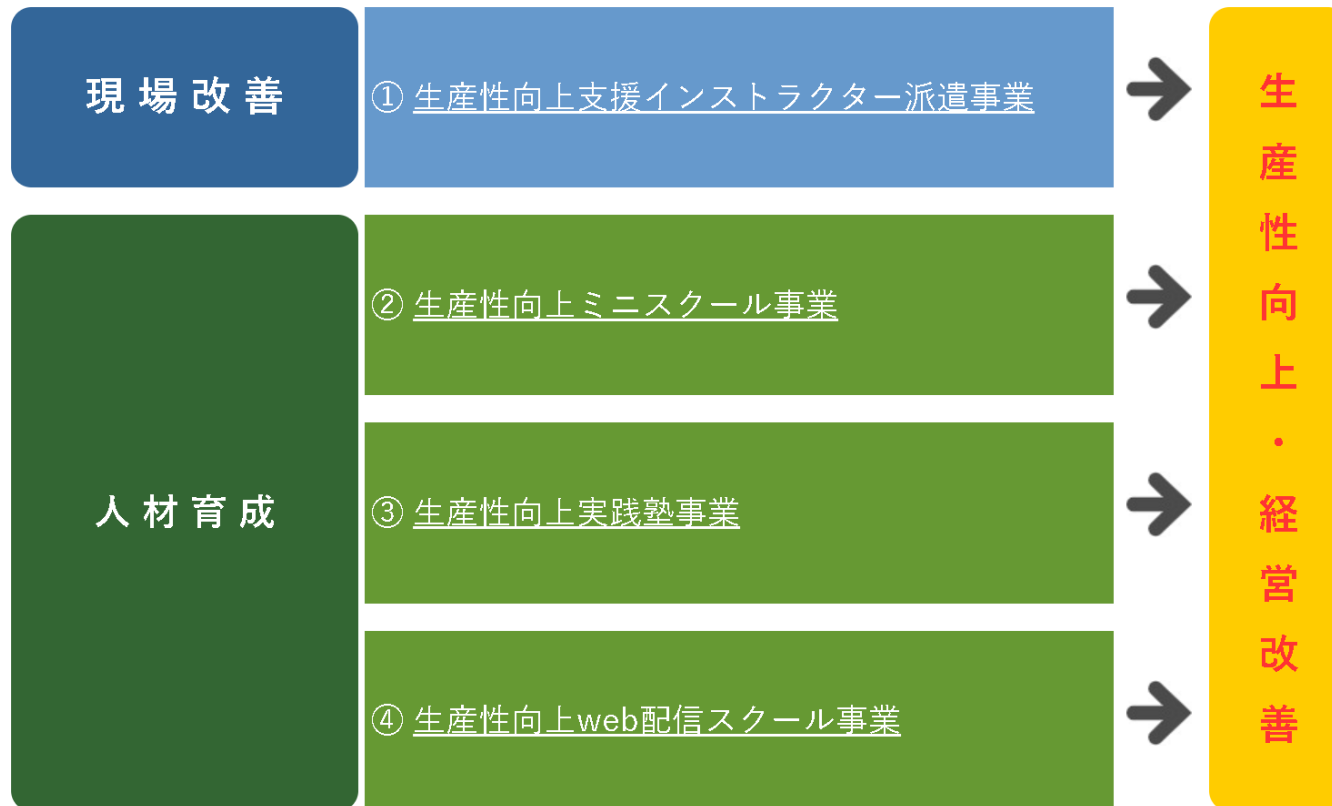 現場改善
① 生産性向上支援インストラクター派遣事業
人材育成
② 生産性向上ミニスクール事業
③ 生産性向上実践塾事業
④ 生産性向上web配信スクール事業
生産性向上・経営改善